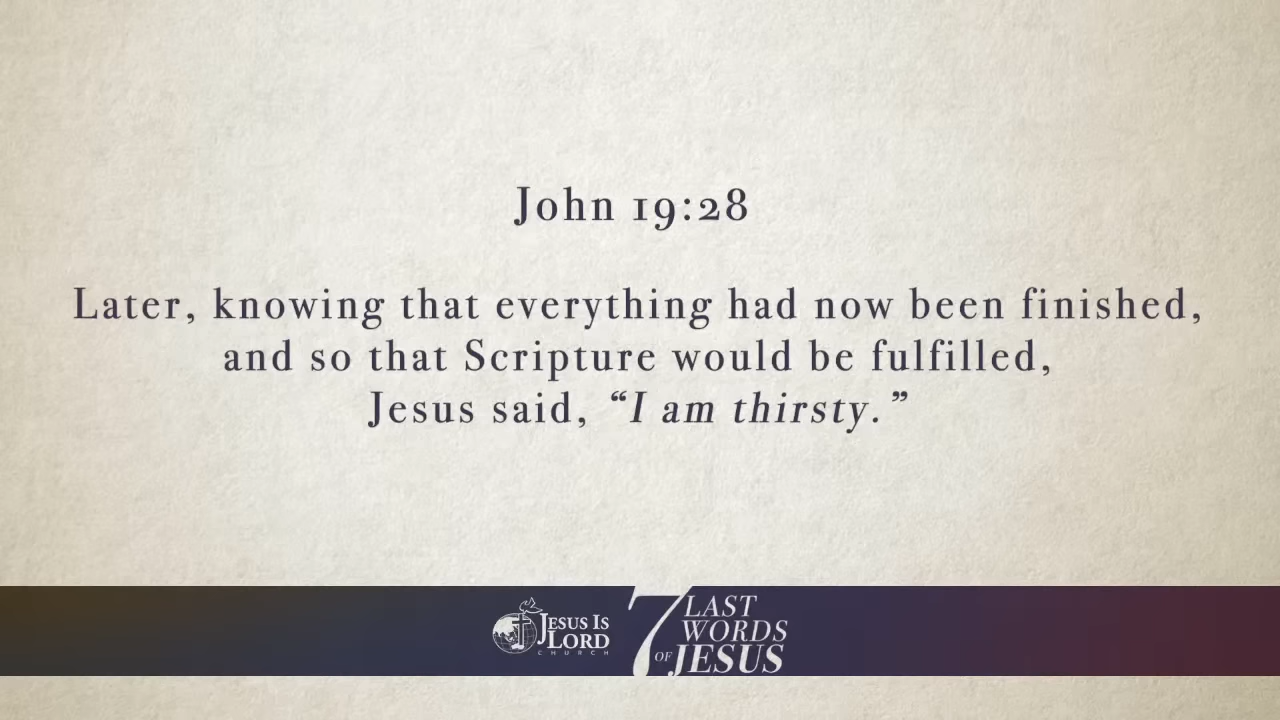 John 19:28
Later, knowing that everything had now been finished,
and so that Scripture would be fulfilled,
Jesus said, “I am thirsty.”
JESUS IS
LORD
CHURCH
7 LAST
WORDS
OF JESUS